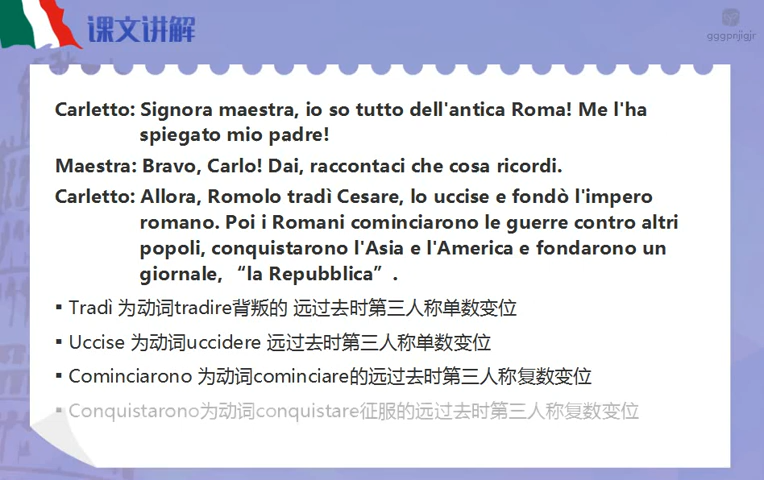 课文讲解
gggpnjigjr
Carletto: Signora maestra, io so tutto dell'antica Roma! Me l'ha
spiegato mio padre!
Maestra: Bravo, Carlo! Dai, raccontaci che cosa ricordi.
Carletto: Allora, Romolo tradì Cesare, lo uccise e fondò l'impero
romano. Poi i Romani cominciarono le guerre contro altri
popoli, conquistarono l'Asia e l'America e fondarono un
giornale, “la Repubblica”.
▪ Tradì 为动词tradire背叛的 远过去时第三人称单数变位
▪ Uccise 为动词uccidere 远过去时第三人称单数变位
▪ Cominciarono 为动词cominciare的远过去时第三人称复数变位
▪ Conquistarono为动词conquistare征服的远过去时第三人称复数变位